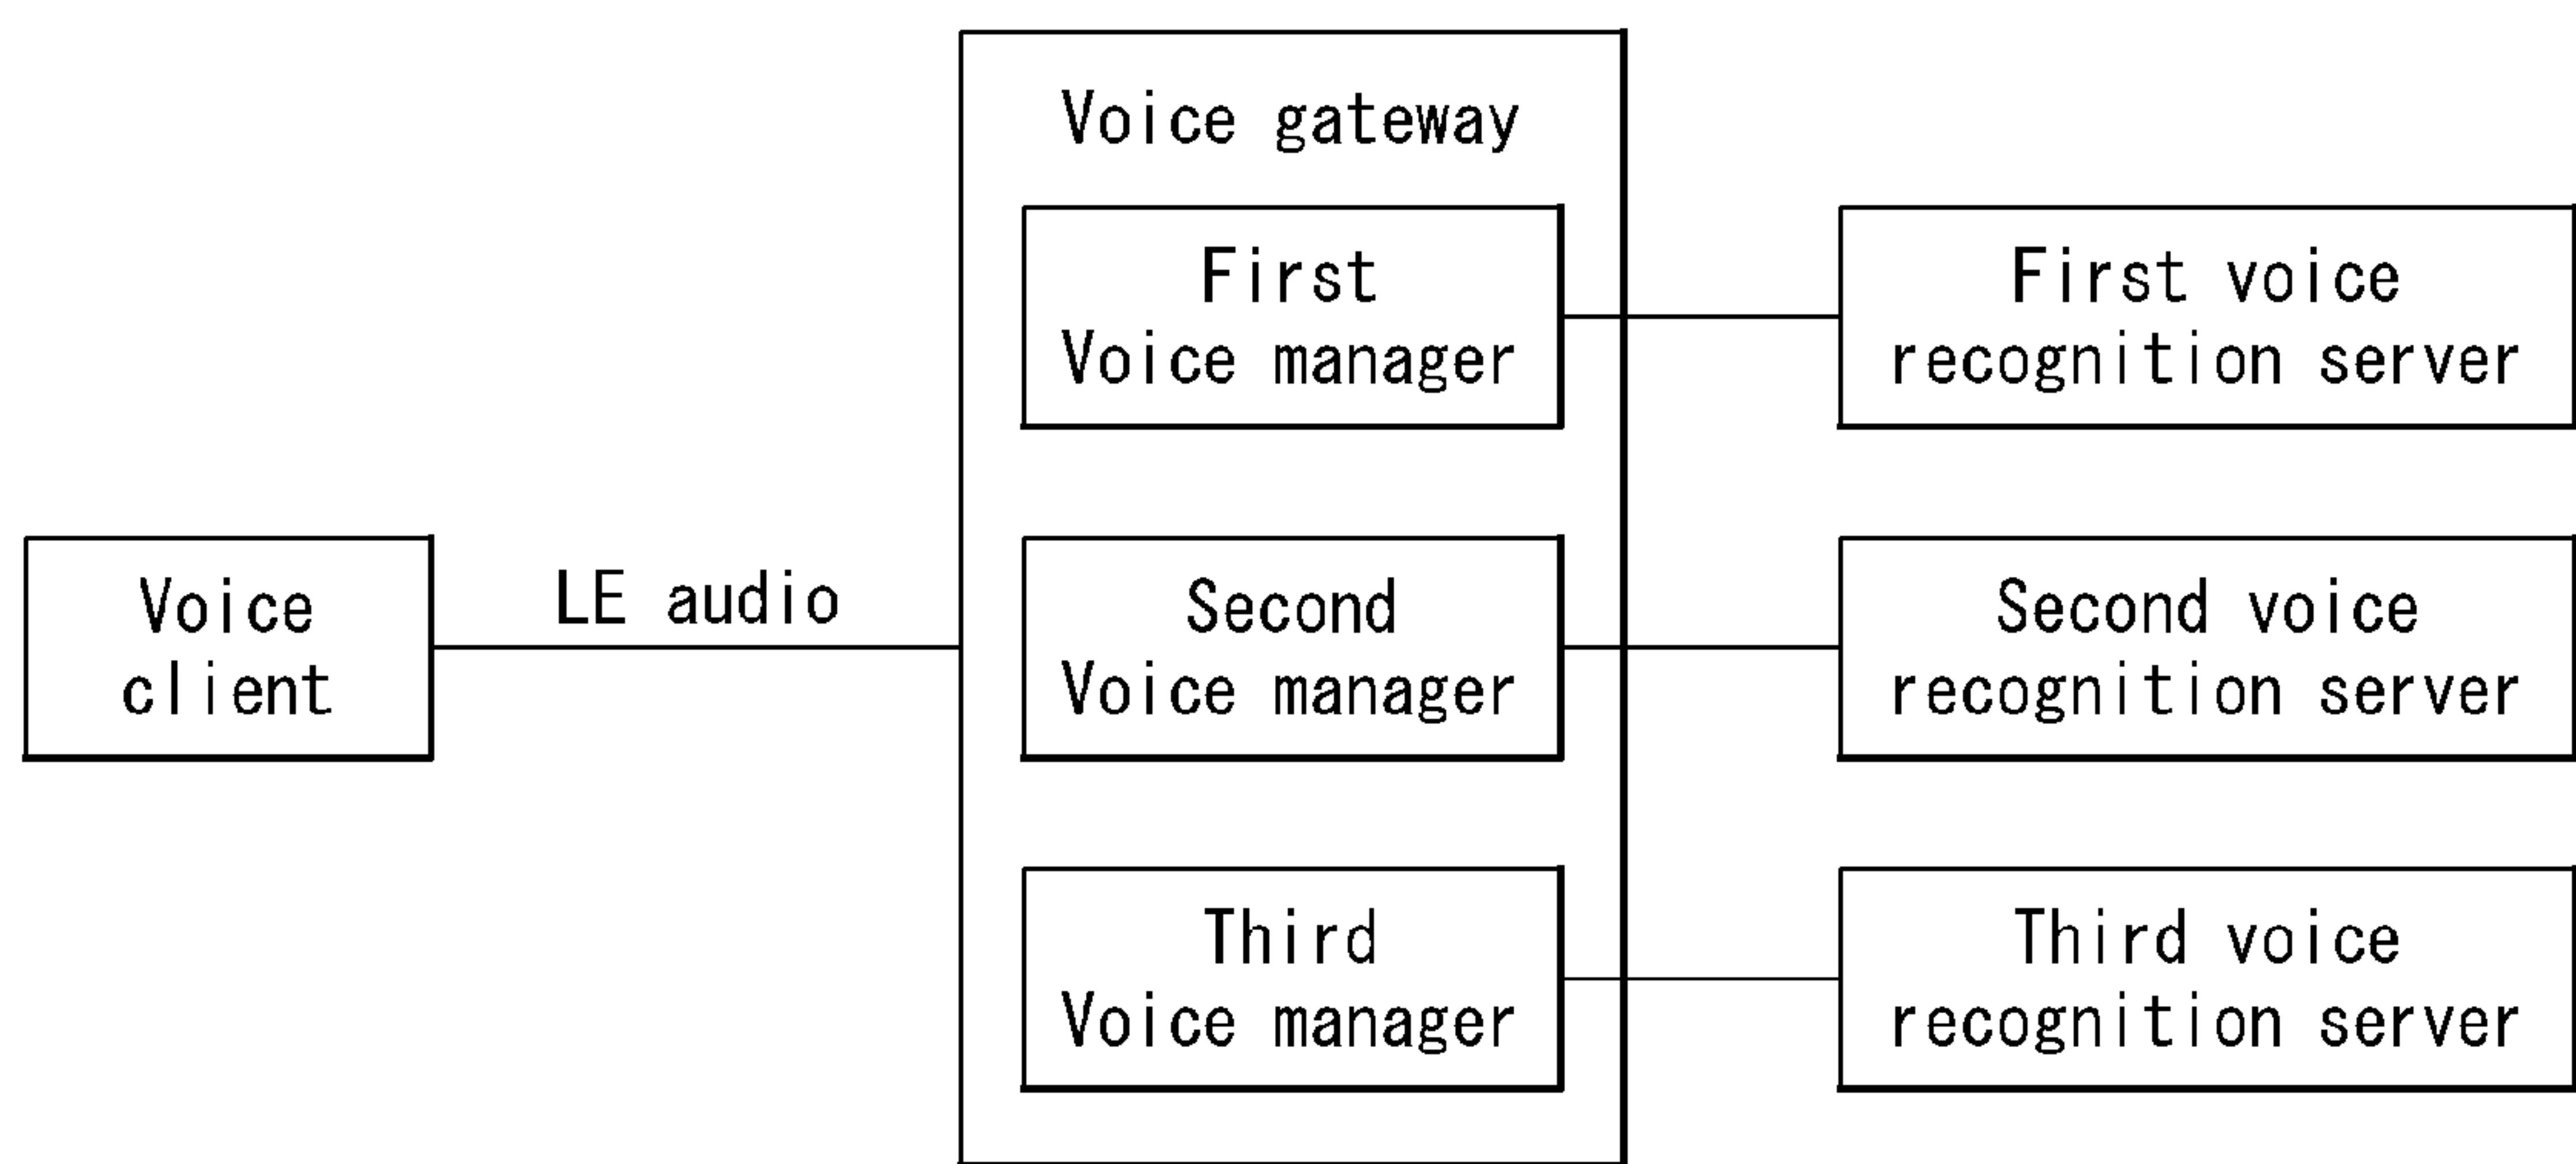 Voice gateway
First
Voice manager
First voice
recognition server
Voice
client
LE audio
Second
Voice manager
Second voice
recognition server
Third
Voice manager
Third voice
recognition server